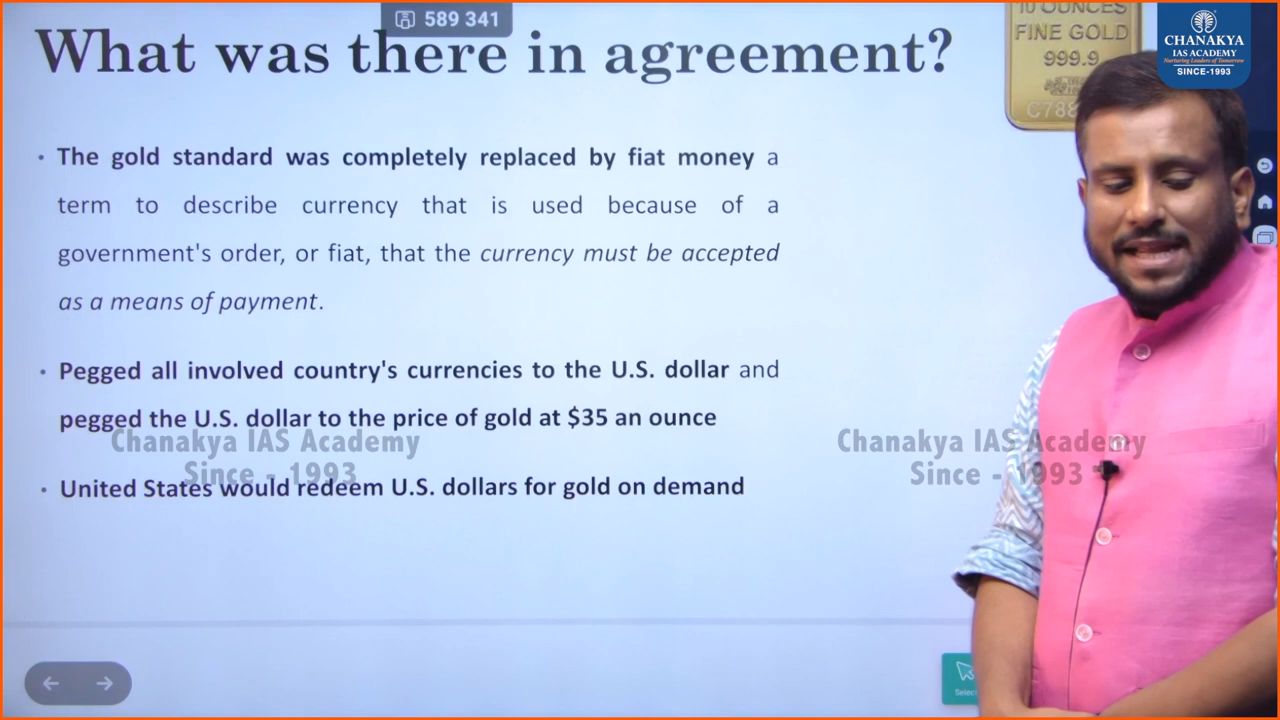 589 341
What was there in agreement?
10 OUNCES
FINE GOLD
999.9
C788
CHANAKYA
IAS ACADEMY
Nurturing Leaders of Tomorrow
SINCE-1993
• The gold standard was completely replaced by fiat money a
term to describe currency that is used because of a
government's order, or fiat, that the currency must be accepted
as a means of payment.
• Pegged all involved country's currencies to the U.S. dollar and
pegged the U.S. dollar to the price of gold at $35 an ounce
Chanakya IAS Academy
Since - 1993
Chanakya IAS Academy
Since - 1993
• United States would redeem U.S. dollars for gold on demand
Select